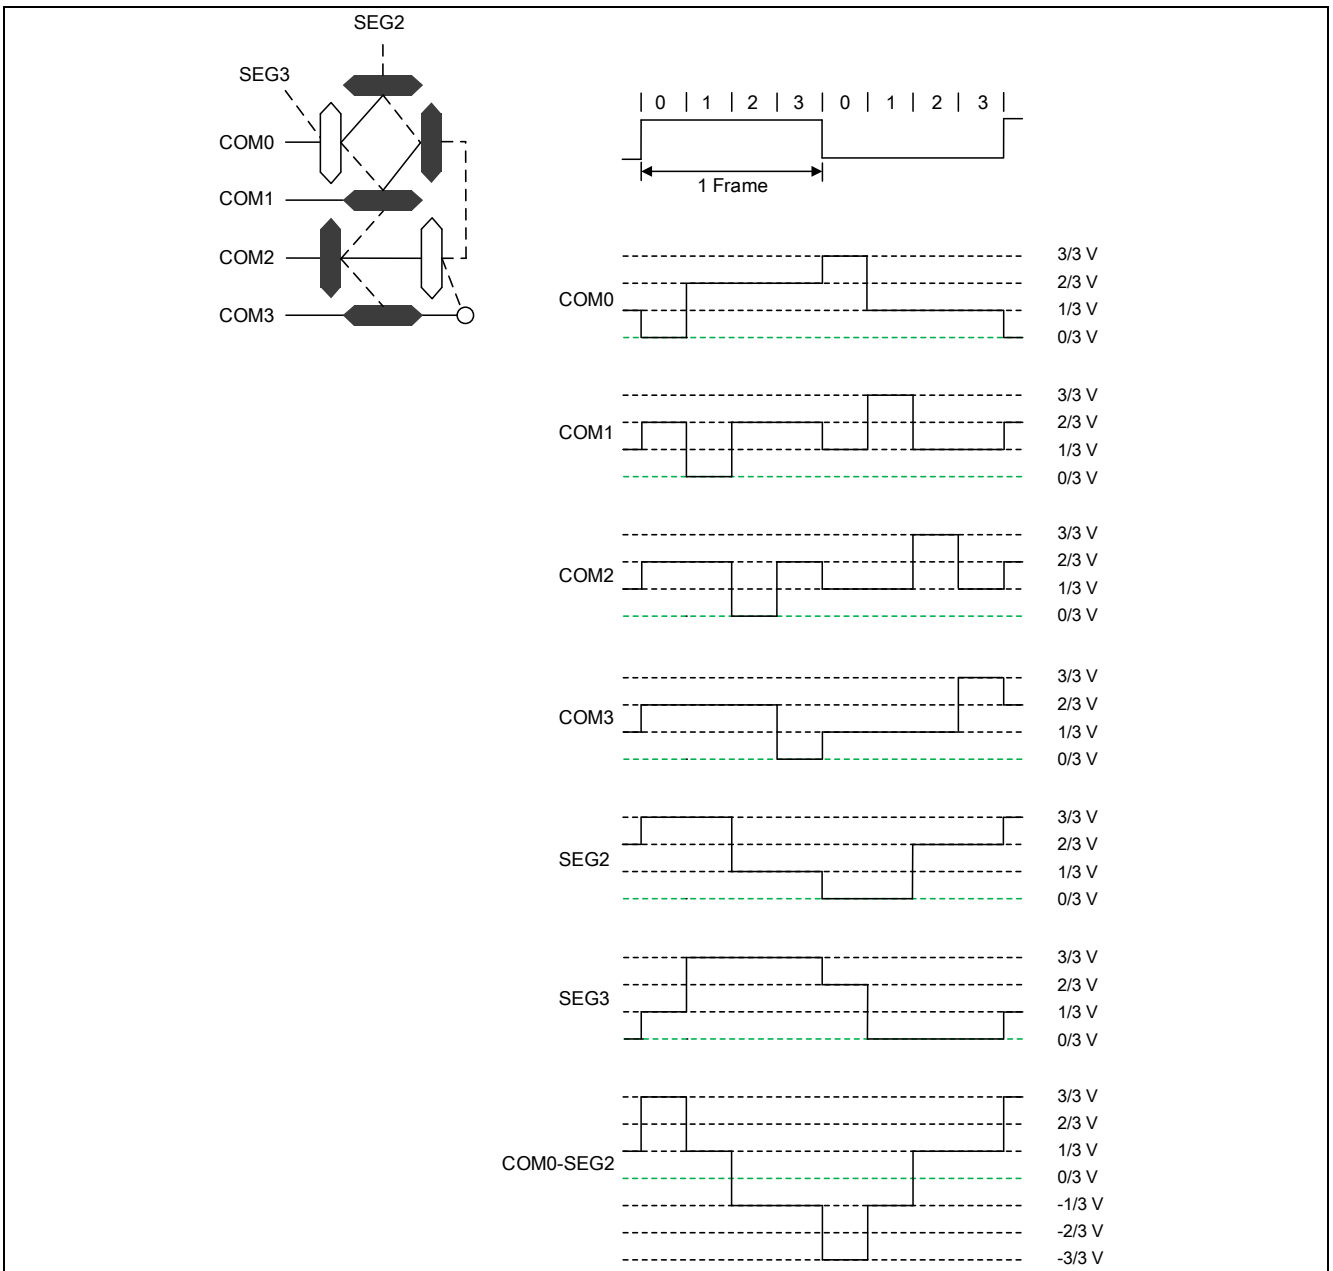 SEG2
SEG3
COM0
COM1
COM2
COM3
| 0 | 1 | 2 | 3 | 0 | 1 | 2 | 3 |
1 Frame
COM0
3/3 V
2/3 V
1/3 V
0/3 V
COM1
3/3 V
2/3 V
1/3 V
0/3 V
COM2
3/3 V
2/3 V
1/3 V
0/3 V
COM3
3/3 V
2/3 V
1/3 V
0/3 V
SEG2
3/3 V
2/3 V
1/3 V
0/3 V
SEG3
3/3 V
2/3 V
1/3 V
0/3 V
COM0-SEG2
3/3 V
2/3 V
1/3 V
0/3 V
-1/3 V
-2/3 V
-3/3 V